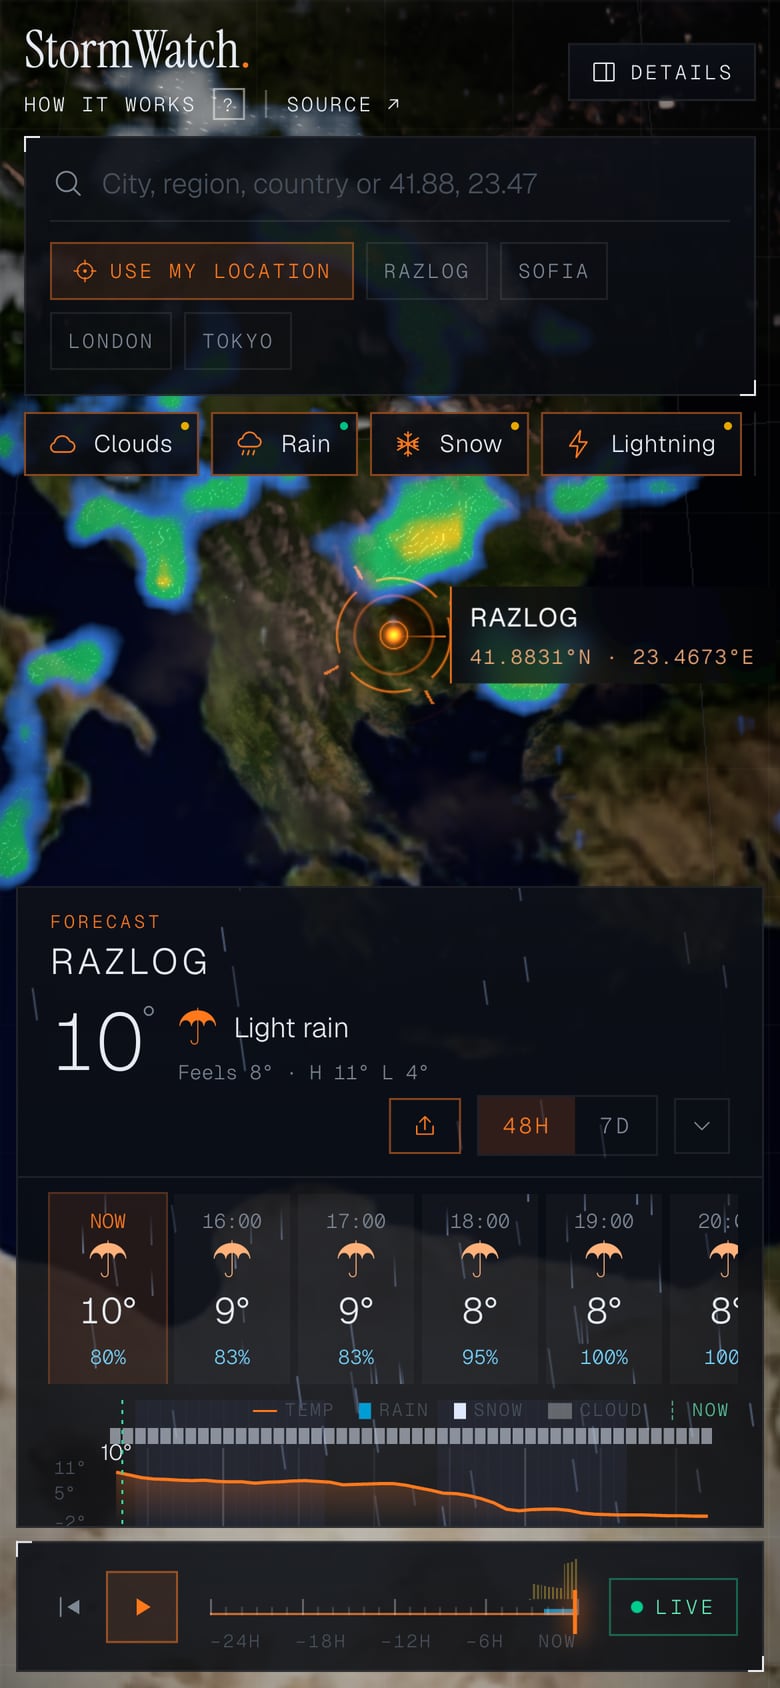 StormWatch.
DETAILS
HOW IT WORKS ? | SOURCE ↗
City, region, country or 41.88, 23.47
USE MY LOCATION
RAZLOG
SOFIA
LONDON
TOKYO
Clouds
Rain
Snow
Lightning
RAZLOG
41.8831°N · 23.4673°E
FORECAST
RAZLOG
10°
Light rain
Feels 8° · H 11° L 4°
48H
7D
NOW 16:00 17:00 18:00 19:00
10° 9° 9° 8° 8° 8°
80% 83% 83% 95% 100% 100
TEMP RAIN SNOW CLOUD NOW
10°
11°
5°
-2°
LIVE
-24H -18H -12H -6H NOW